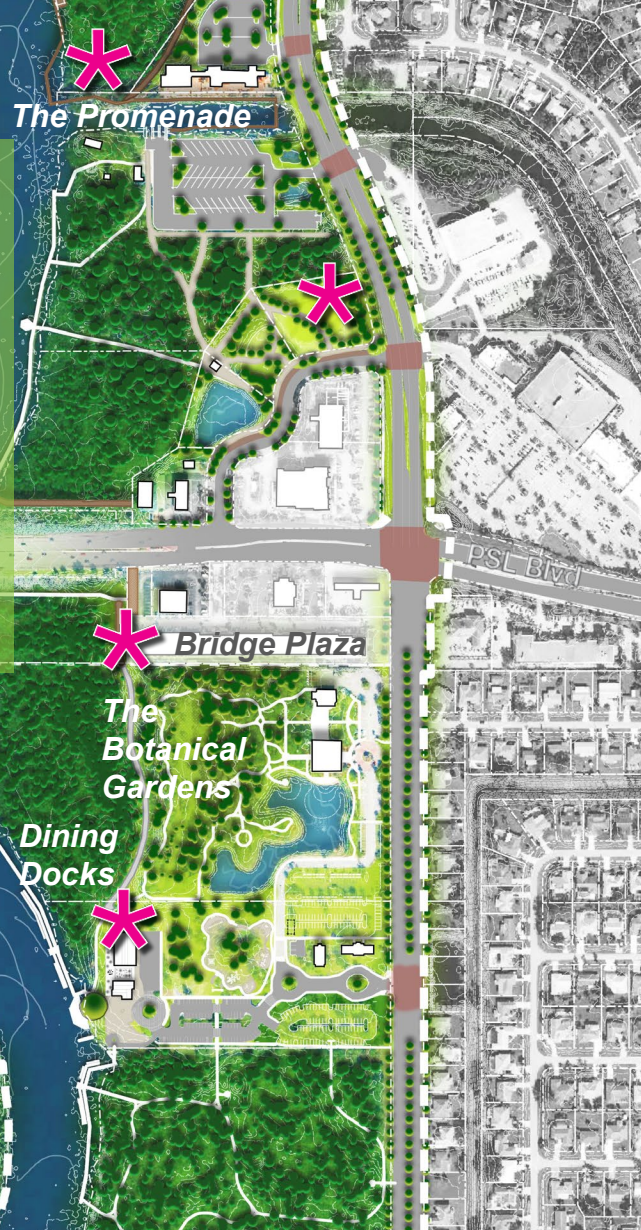 The Promenade
PSL Blvd
Bridge Plaza
The
Botanical
Gardens
Dining
Docks